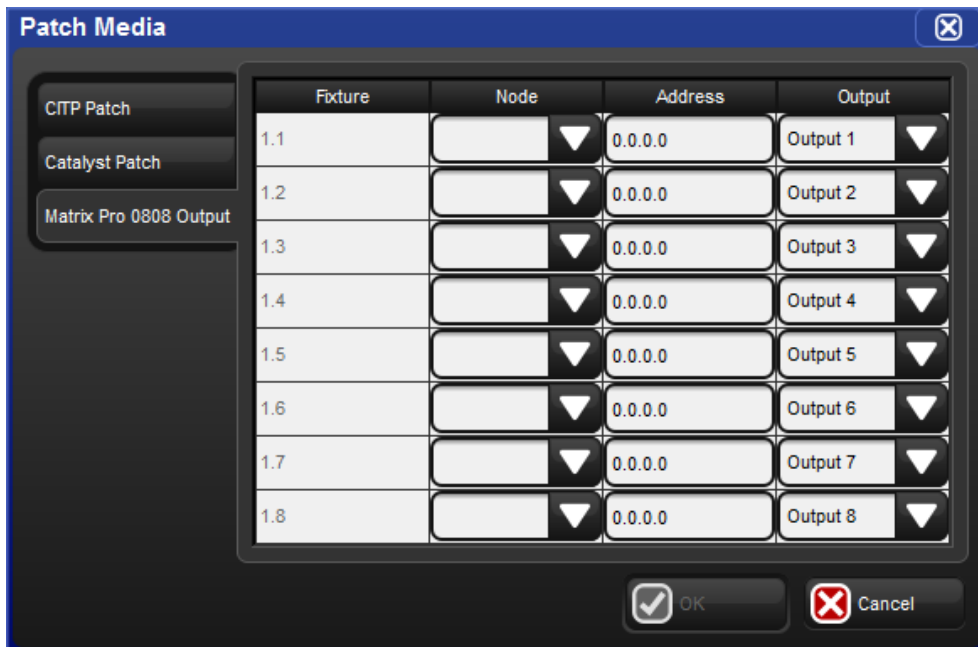 Patch Media
CITP Patch
Catalyst Patch
Matrix Pro 0808 Output
Fixture Node Address Output
1.1 0.0.0.0 Output 1
1.2 0.0.0.0 Output 2
1.3 0.0.0.0 Output 3
1.4 0.0.0.0 Output 4
1.5 0.0.0.0 Output 5
1.6 0.0.0.0 Output 6
1.7 0.0.0.0 Output 7
1.8 0.0.0.0 Output 8
OK Cancel